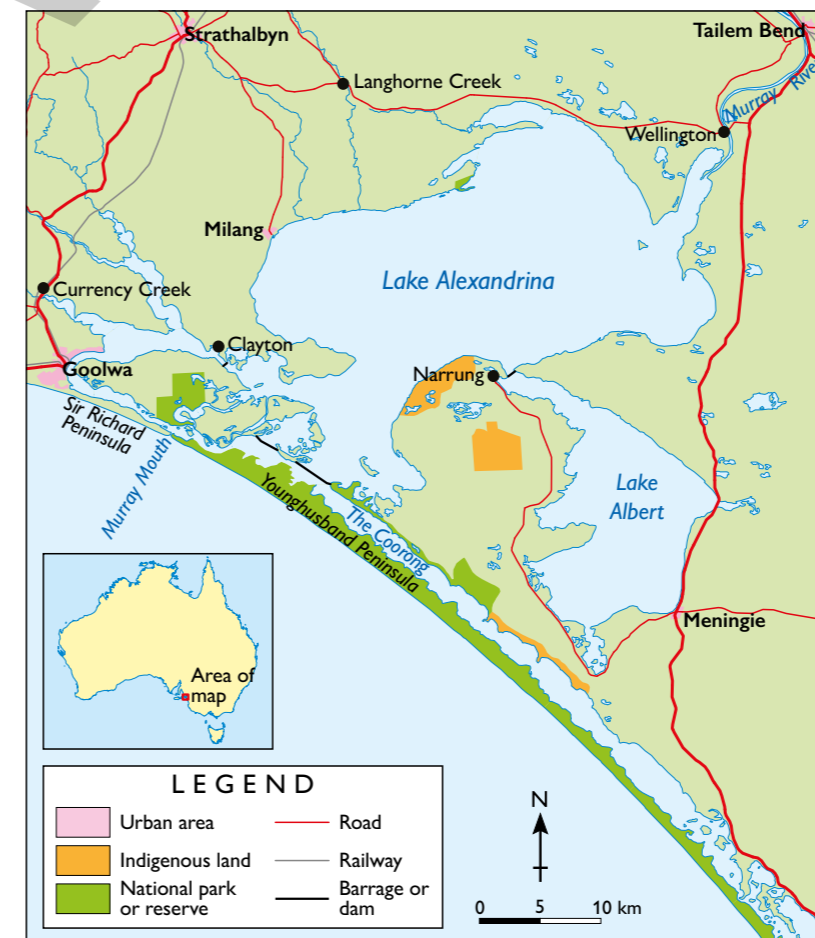 Strathalbyn
Tailem Bend
Langhorne Creek
Murray River
Wellington
Milang
Lake Alexandrina
Currency Creek
Clayton
Narrung
Goolwa
Sir Richard
Peninsula
Murray Mouth
Younghusband Peninsula
The Coorong
Lake
Albert
Meningie
Area of
map
LEGEND
Urban area
Road
Indigenous land
Railway
National park
or reserve
Barrage or
dam
N
0 5 10 km